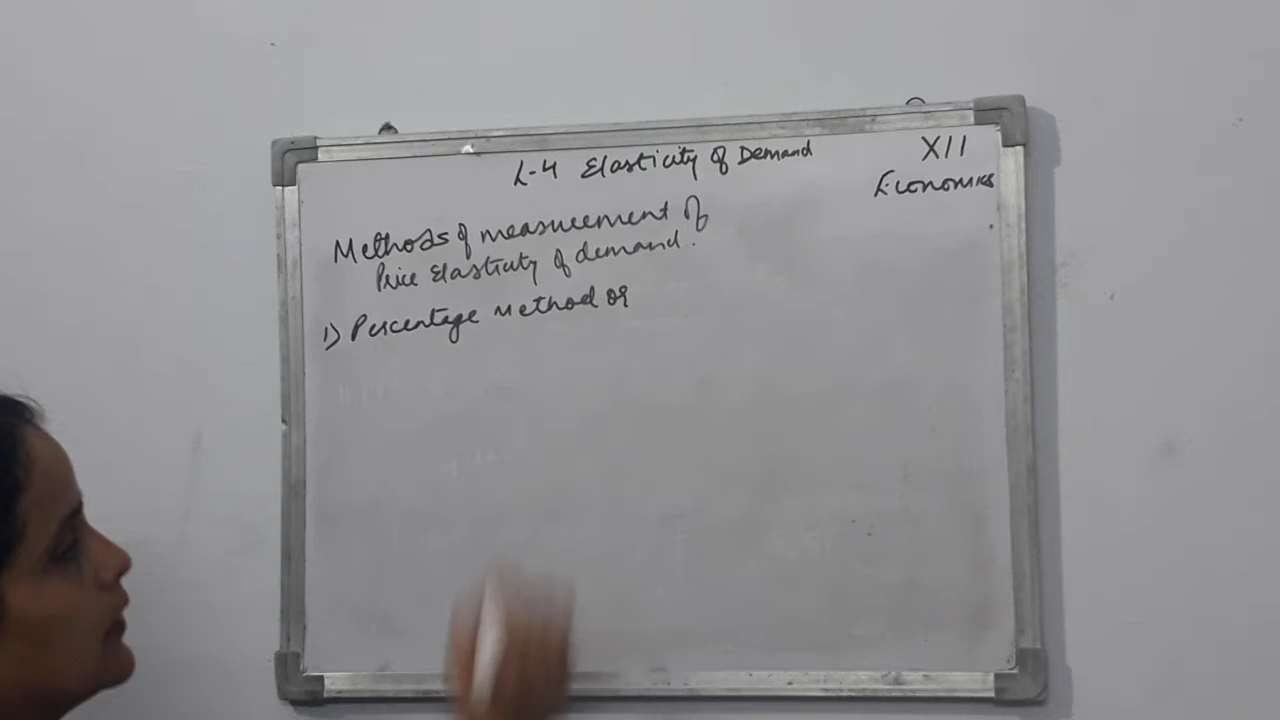 L-4 Elasticity of Demand
XII
Economics
Methods of measurement of
Price Elasticity of demand.
1) Percentage Method or